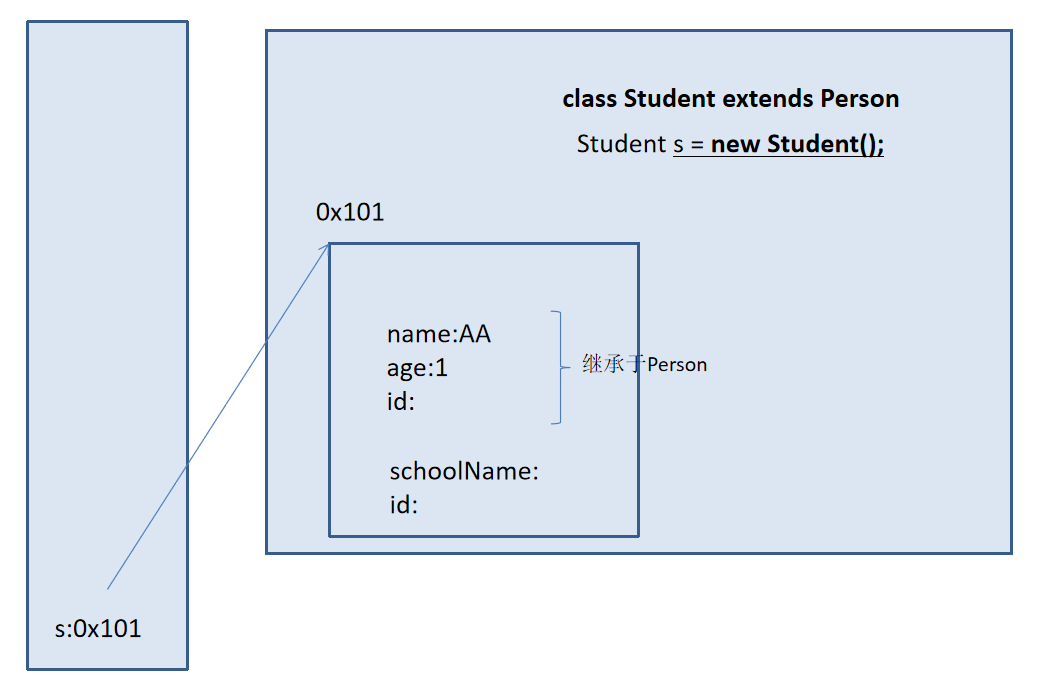 class Student extends Person
Student s = new Student();
0x101
name:AA
age:1
id:
继承于Person
schoolName:
id:
s:0x101